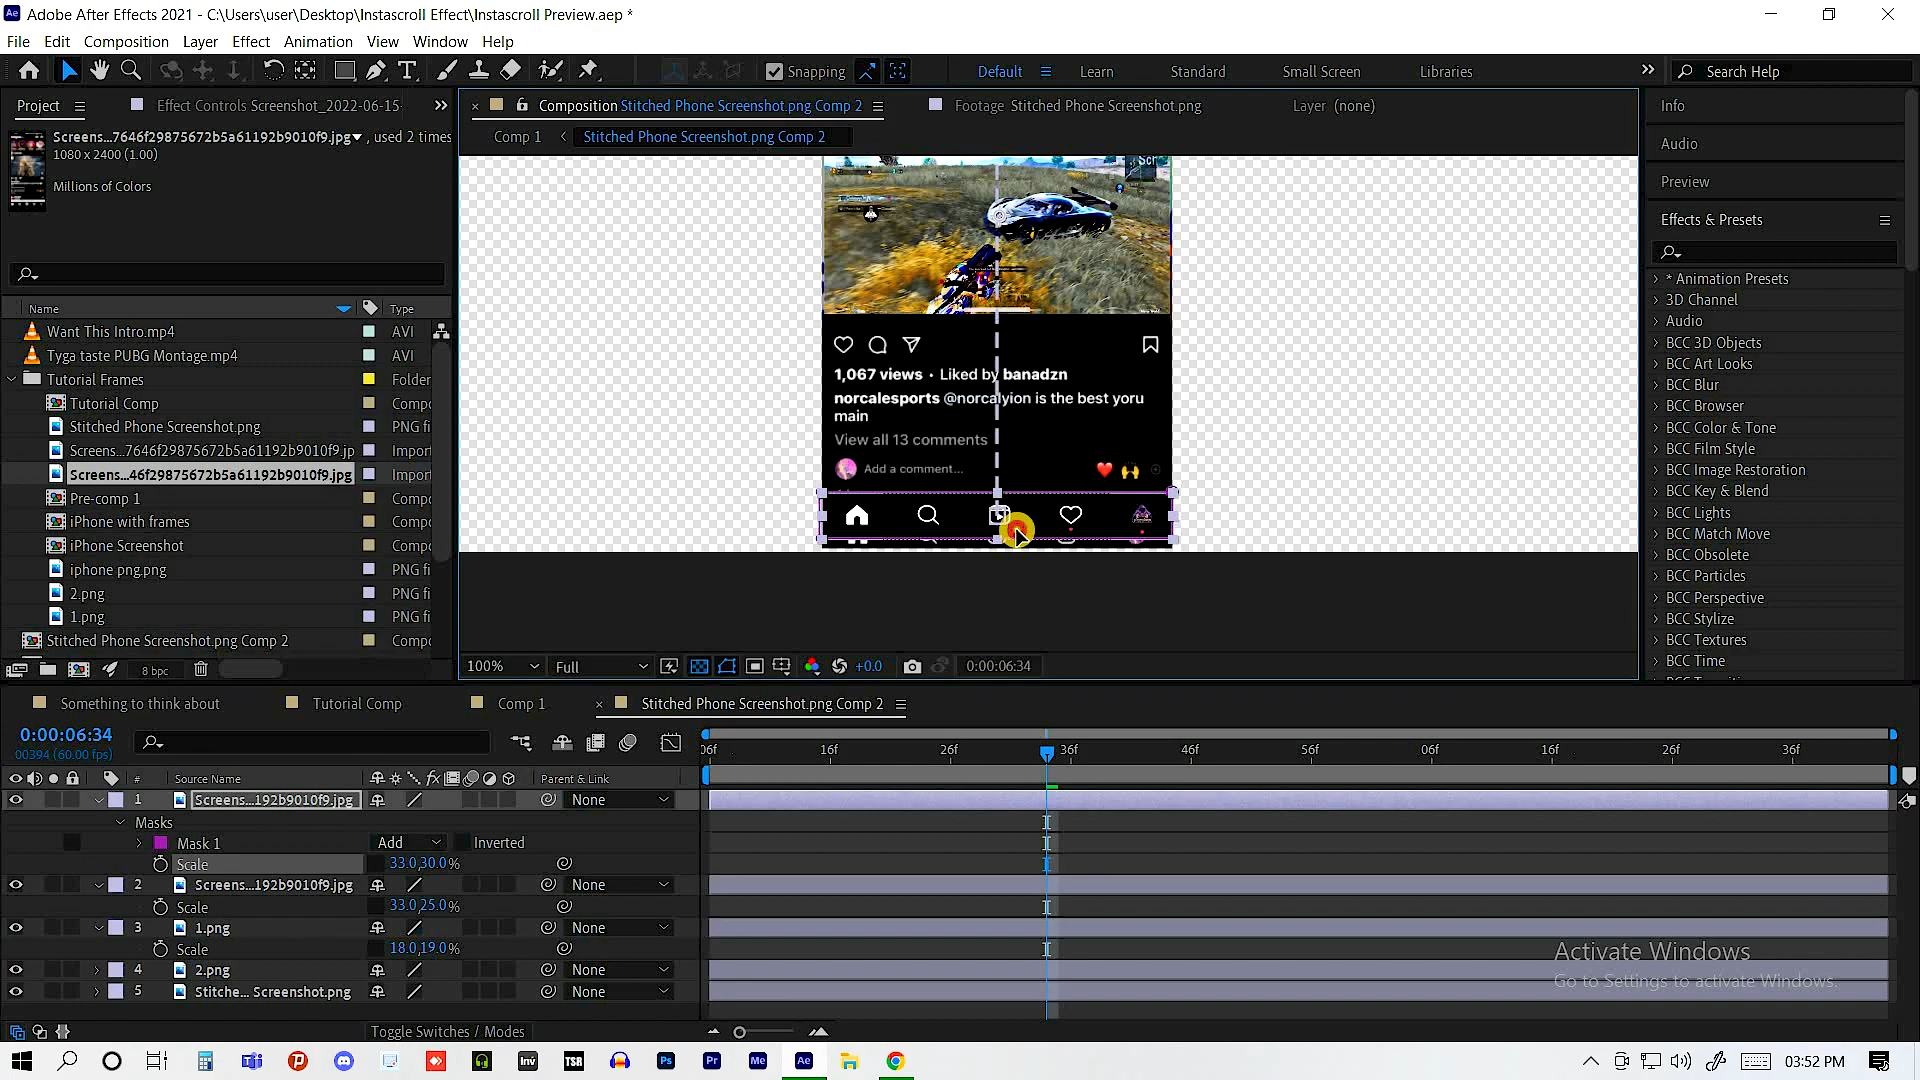 Adobe After Effects 2021 - C:\Users\user\Desktop\Instascroll Effect\Instascroll Preview.aep *
File Edit Composition Layer Effect Animation View Window Help
Snapping Default Learn Standard Small Screen Libraries Search Help
Project Effect Controls Screenshot_2022-06-15-
Composition Stitched Phone Screenshot.png Comp 2 Footage Stitched Phone Screenshot.png Layer (none)
Comp 1 Stitched Phone Screenshot.png Comp 2
Screens...7646f29875672b5a61192b9010f9.jpg , used 2 times
1080 x 2400 (1.00)
Millions of Colors
Name Type
Want This Intro.mp4 AVI
Tyga taste PUBG Montage.mp4 AVI
Tutorial Frames Folder
Tutorial Comp Compo
Stitched Phone Screenshot.png PNG fi
Screens...7646f29875672b5a61192b9010f9.jp Import
Screens...46f29875672b5a61192b9010f9.jpg Import
Pre-comp 1 Compo
iPhone with frames Compo
iPhone Screenshot Compo
iphone png.png PNG fi
2.png PNG fi
1.png PNG fi
Stitched Phone Screenshot.png Comp 2 Compo
8 bpc
1,067 views • Liked by banadzn
norcalesports @norcalyion is the best yoru
main
View all 13 comments
Add a comment...
100% Full +0.0 0:00:06:34
Info
Audio
Preview
Effects & Presets
* Animation Presets
3D Channel
Audio
BCC 3D Objects
BCC Art Looks
BCC Blur
BCC Browser
BCC Color & Tone
BCC Film Style
BCC Image Restoration
BCC Key & Blend
BCC Lights
BCC Match Move
BCC Obsolete
BCC Particles
BCC Perspective
BCC Stylize
BCC Textures
BCC Time
Something to think about Tutorial Comp Comp 1 Stitched Phone Screenshot.png Comp 2
0:00:06:34
00394 (60.00 fps)
06f 16f 26f 36f 46f 56f 06f 16f 26f 36f
# Source Name Parent & Link
1 Screens...192b9010f9.jpg None
Masks
Mask 1 Add Inverted
Scale 33.0,30.0%
2 Screens...192b9010f9.jpg None
Scale 33.0,25.0%
3 1.png None
Scale 18.0,19.0%
4 2.png None
5 Stitche... Screenshot.png None
Activate Windows
Go to Settings to activate Windows.
Toggle Switches / Modes
Inv TSR Ps Pr Me Ae 03:52 PM